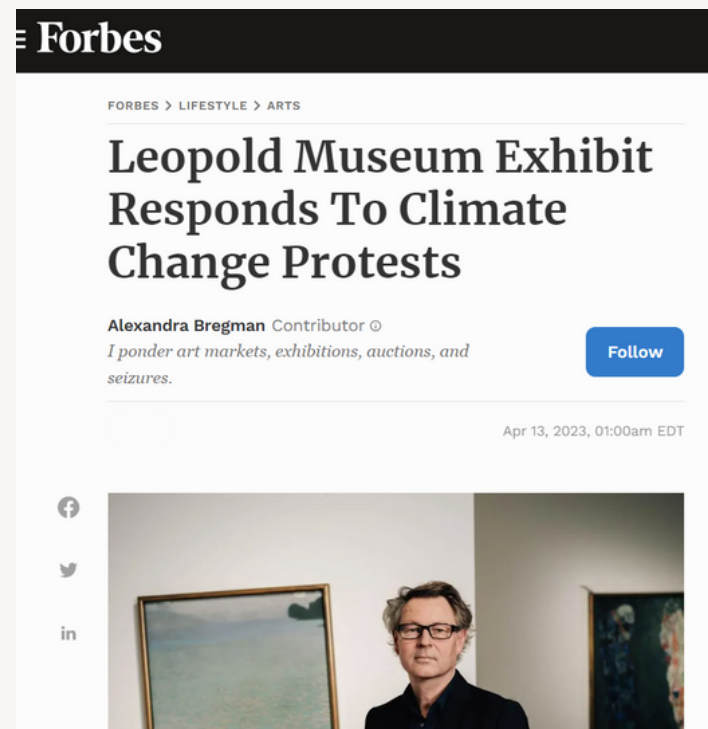 Forbes
FORBES > LIFESTYLE > ARTS
Leopold Museum Exhibit
Responds To Climate
Change Protests
Alexandra Bregman Contributor
I ponder art markets, exhibitions, auctions, and
seizures.
Follow
Apr 13, 2023, 01:00am EDT
in